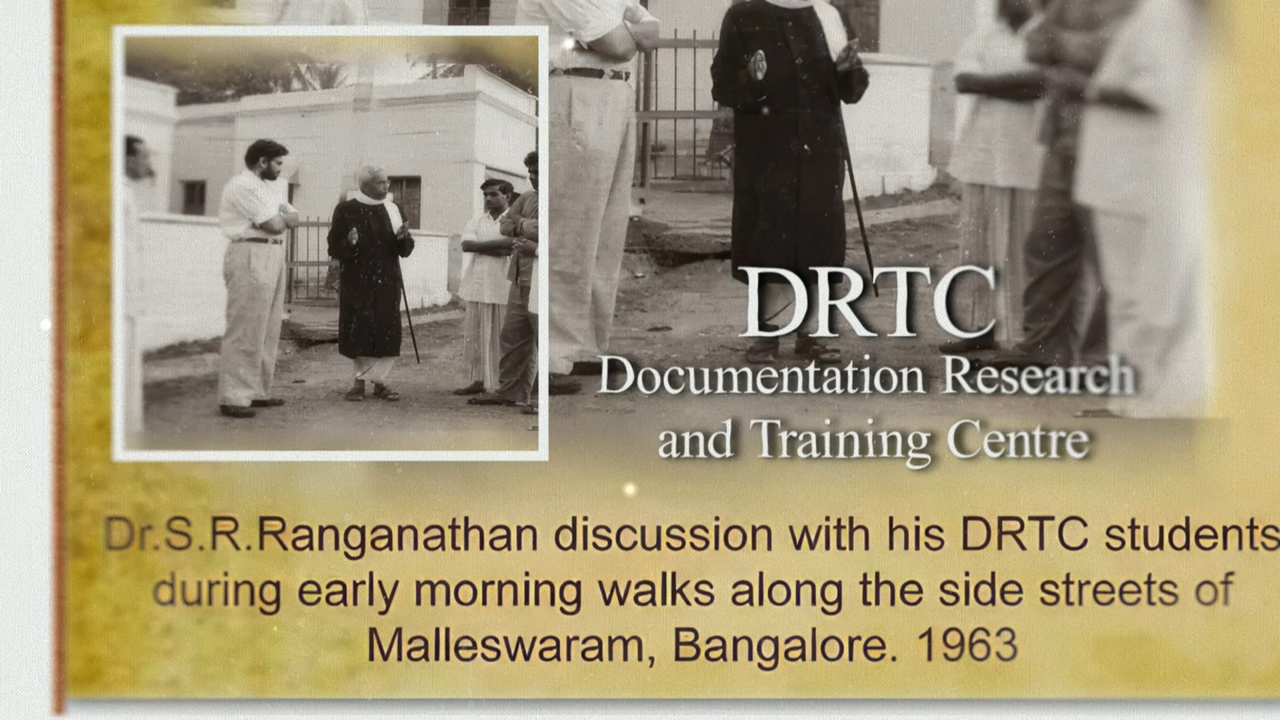 DRTC
Documentation Research
and Training Centre
Dr.S.R.Ranganathan discussion with his DRTC students
during early morning walks along the side streets of
Malleswaram, Bangalore. 1963